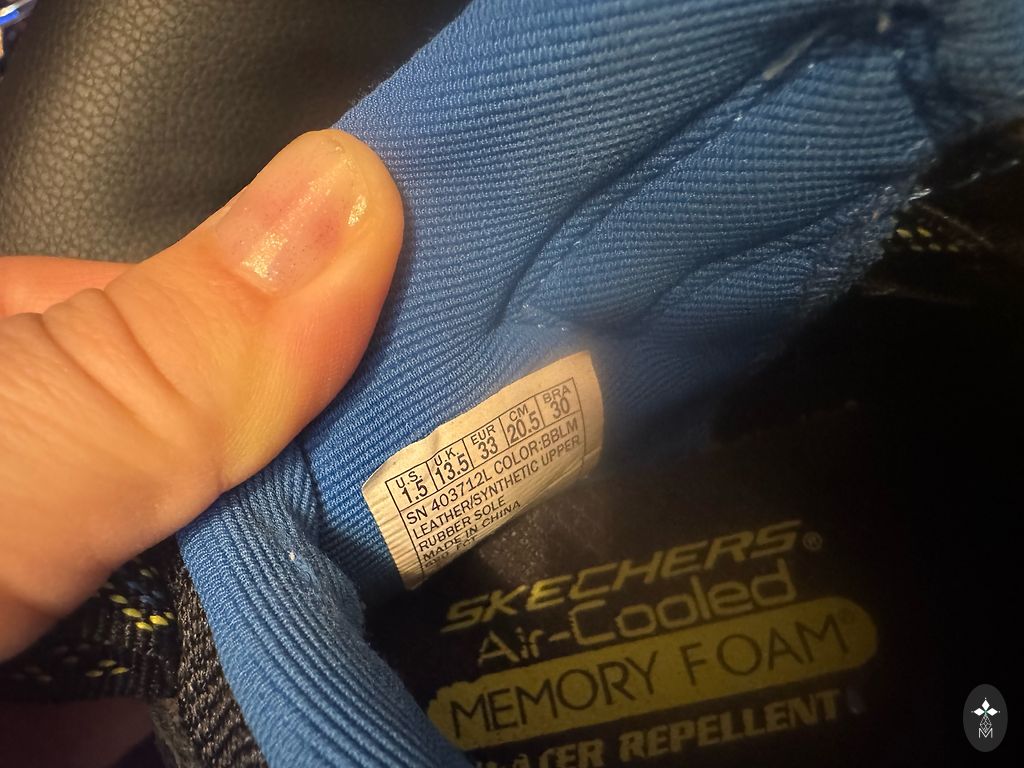 U.S. U.K. EUR CM BRA
1.5 13.5 33 20.5 30
SN 403712L COLOR:BBLM
LEATHER/SYNTHETIC UPPER
RUBBER SOLE
MADE IN CHINA
SKECHERS®
Air-Cooled
MEMORY FOAM®
WATER REPELLENT
M